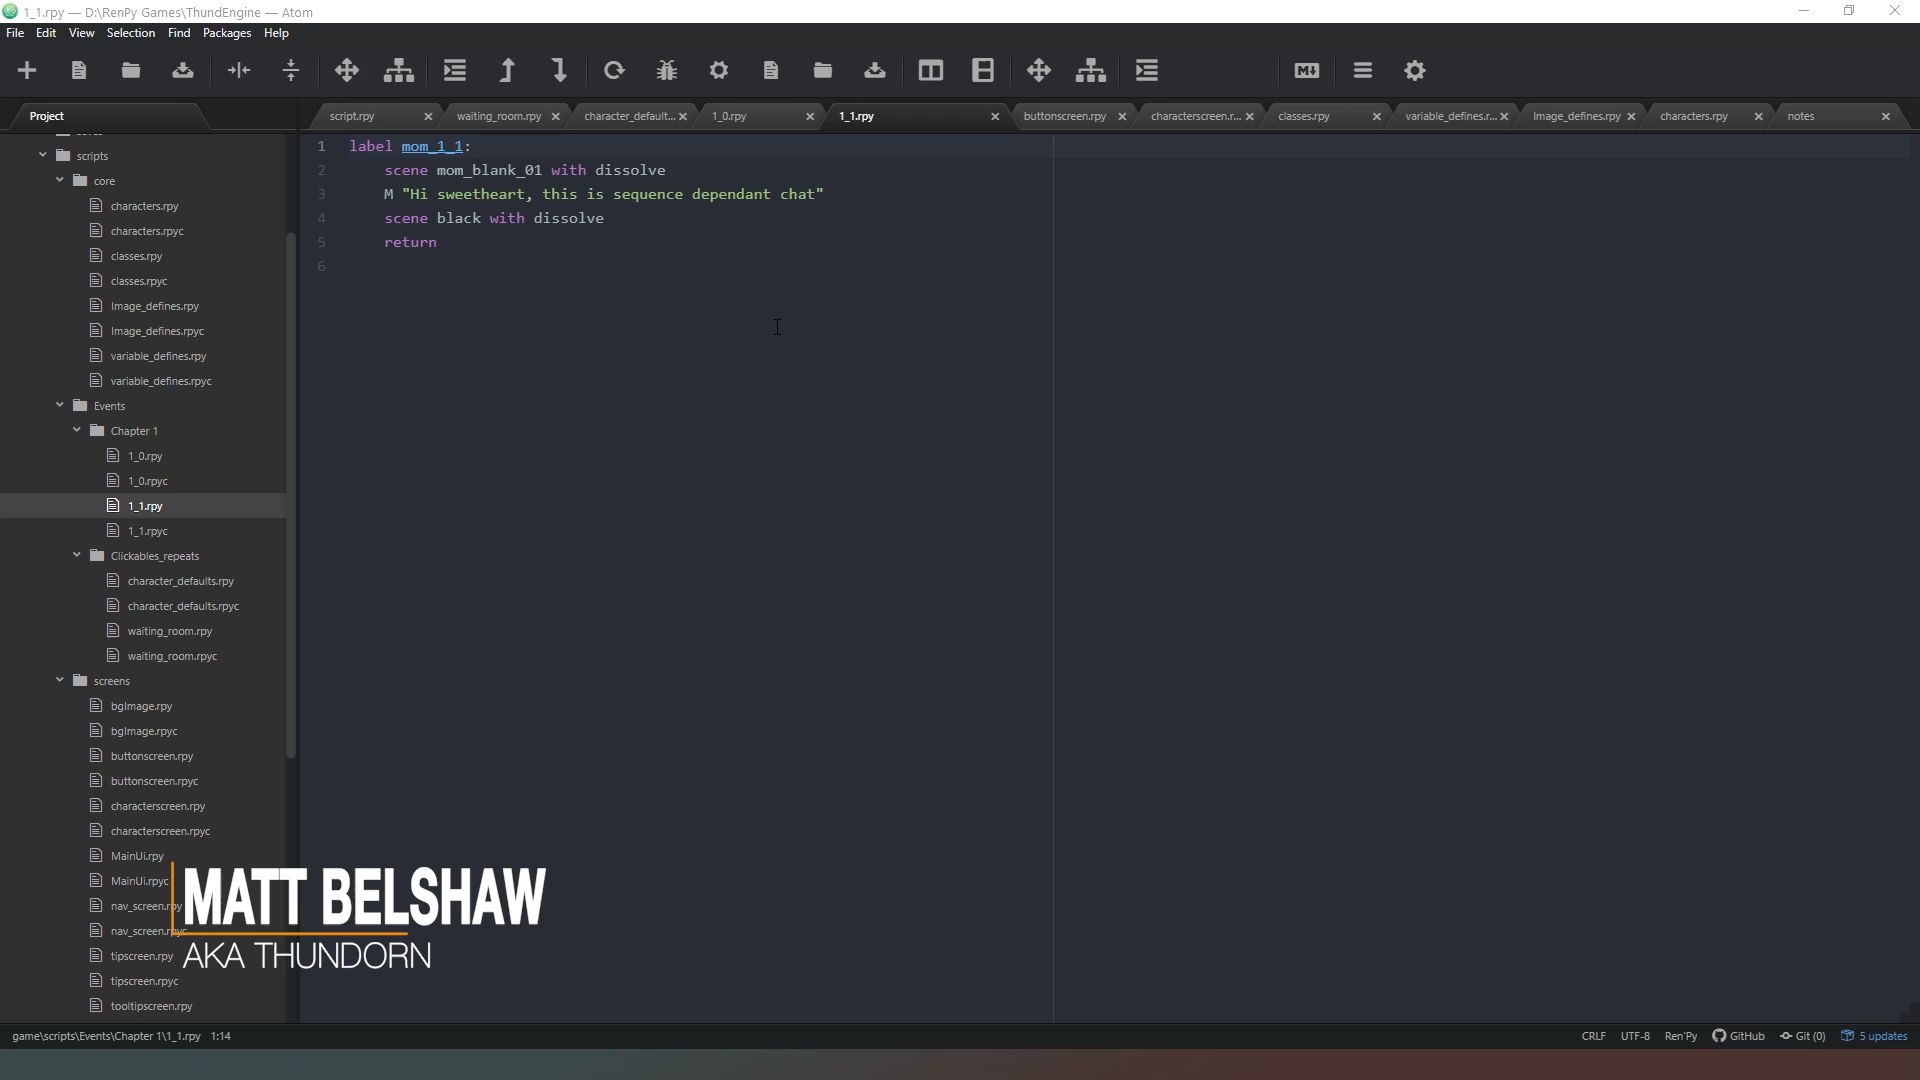 1_1.rpy — D:\RenPy Games\ThundEngine — Atom
File Edit View Selection Find Packages Help
Project
script.rpy
waiting_room.rpy
character_default...
1_0.rpy
1_1.rpy
buttonscreen.rpy
characterscreen.r...
classes.rpy
variable_defines.r...
Image_defines.rpy
characters.rpy
notes
scripts
core
characters.rpy
characters.rpyc
classes.rpy
classes.rpyc
Image_defines.rpy
Image_defines.rpyc
variable_defines.rpy
variable_defines.rpyc
Events
Chapter 1
1_0.rpy
1_0.rpyc
1_1.rpy
1_1.rpyc
Clickables_repeats
character_defaults.rpy
character_defaults.rpyc
waiting_room.rpy
waiting_room.rpyc
screens
bgImage.rpy
bgImage.rpyc
buttonscreen.rpy
buttonscreen.rpyc
characterscreen.rpy
characterscreen.rpyc
MainUi.rpy
MainUi.rpyc
nav_screen.rpy
nav_screen.rpyc
tipscreen.rpy
tipscreen.rpyc
tooltipscreen.rpy
1 label mom_1_1:
2 scene mom_blank_01 with dissolve
3 M "Hi sweetheart, this is sequence dependant chat"
4 scene black with dissolve
5 return
6
MATT BELSHAW
AKA THUNDORN
game\scripts\Events\Chapter 1\1_1.rpy 1:14
CRLF UTF-8 Ren'Py GitHub Git (0) 5 updates